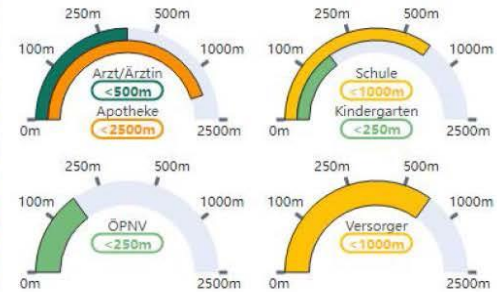 250m 500m
100m 1000m
Arzt/Ärztin
<500m
Apotheke
<2500m
0m 2500m
250m 500m
100m 1000m
Schule
<1000m
Kindergarten
<250m
0m 2500m
250m 500m
100m 1000m
ÖPNV
<250m
0m 2500m
250m 500m
100m 1000m
Versorger
<1000m
0m 2500m